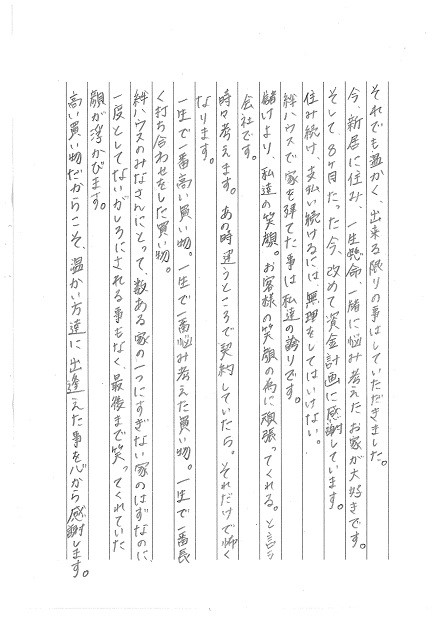 それでも温かく、出来る限りの事はしていただきました。
今、新居に住み、一生懸命、一緒に悩み考えたお家が大好きです。
そして8ヶ月たった今、改めて資金計画に感謝しています。
住み続け、支払い続けるには、無理をしてはいけない。
絆ハウスで家を建てた事は私達の誇りです。
儲けより、私達の笑顔。お客様の笑顔の為に頑張ってくれる。と言う
会社です。
時々考えます。あの時違うところで契約していたら。それだけで怖く
なります。
一生で一番高い買い物。一生で一番悩み考えた買い物。一生で一番長
く打ち合わせをした買い物。
絆ハウスのみなさんにとって、数ある家の一つにすぎない家のはずなのに
一度としてないがしろにされる事もなく、最後まで笑ってくれていた
顔が浮かびます。
高い買い物だからこそ、温かい方達に出逢えた事を心から感謝します。